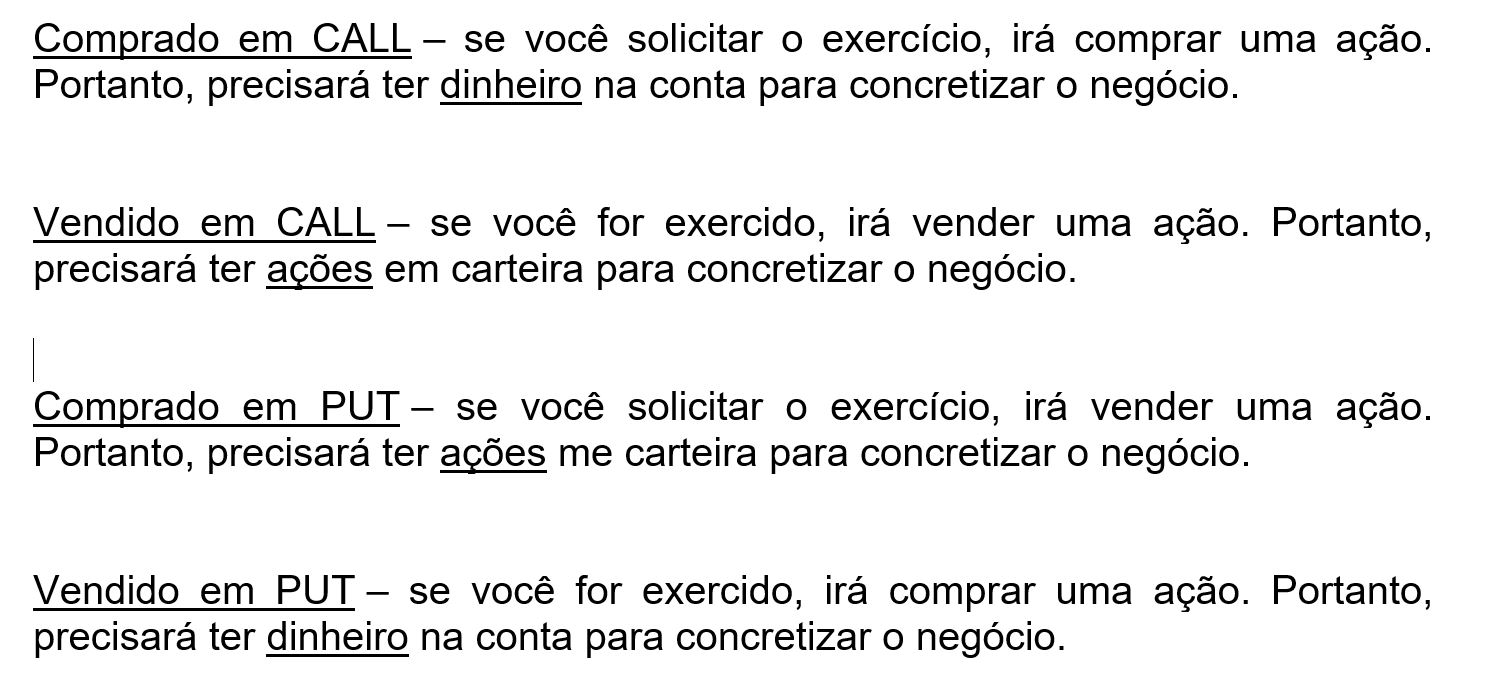 Comprado em CALL – se você solicitar o exercício, irá comprar uma ação.
Portanto, precisará ter dinheiro na conta para concretizar o negócio.
Vendido em CALL – se você for exercido, irá vender uma ação. Portanto,
precisará ter ações em carteira para concretizar o negócio.
Comprado em PUT – se você solicitar o exercício, irá vender uma ação.
Portanto, precisará ter ações me carteira para concretizar o negócio.
Vendido em PUT – se você for exercido, irá comprar uma ação. Portanto,
precisará ter dinheiro na conta para concretizar o negócio.